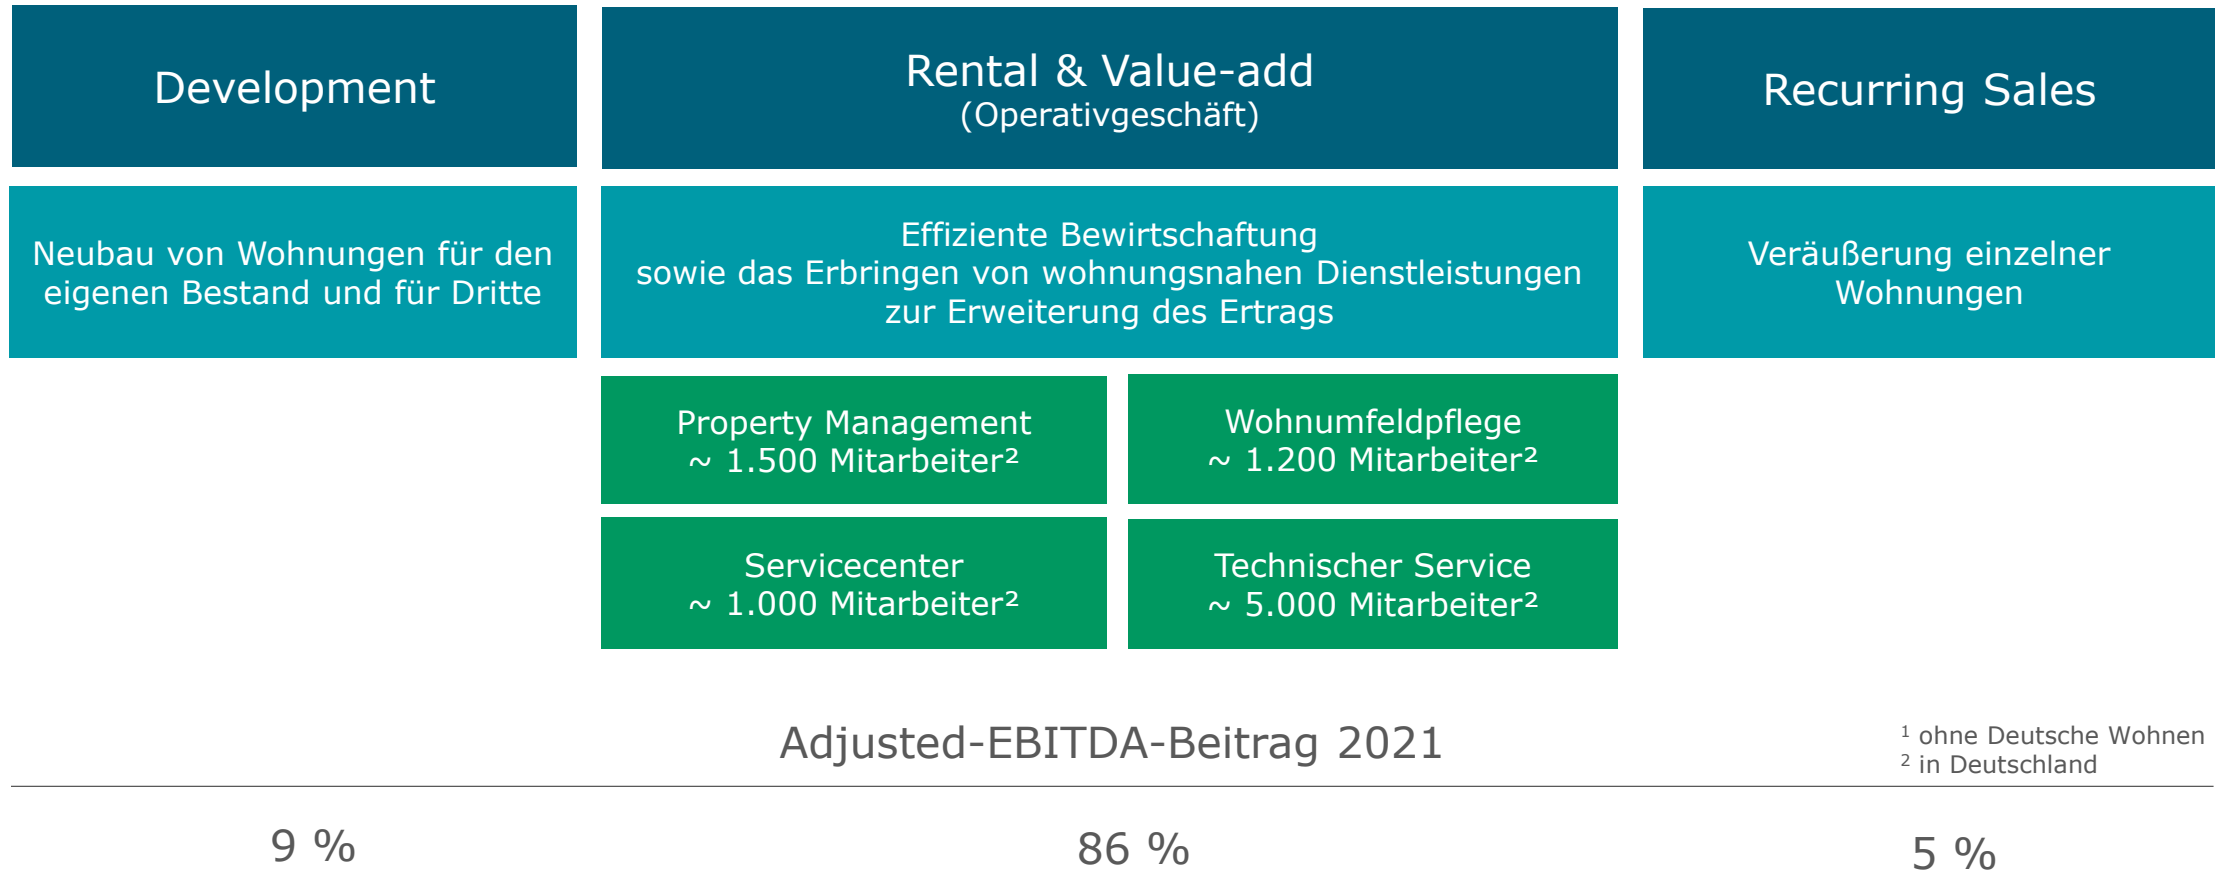 Development
Rental & Value-add
(Operativgeschäft)
Recurring Sales
Neubau von Wohnungen für den
eigenen Bestand und für Dritte
Effiziente Bewirtschaftung
sowie das Erbringen von wohnungsnahen Dienstleistungen
zur Erweiterung des Ertrags
Veräußerung einzelner
Wohnungen
Property Management
~ 1.500 Mitarbeiter²
Wohnumfeldpflege
~ 1.200 Mitarbeiter²
Servicecenter
~ 1.000 Mitarbeiter²
Technischer Service
~ 5.000 Mitarbeiter²
Adjusted-EBITDA-Beitrag 2021
¹ ohne Deutsche Wohnen
² in Deutschland
9 %
86 %
5 %